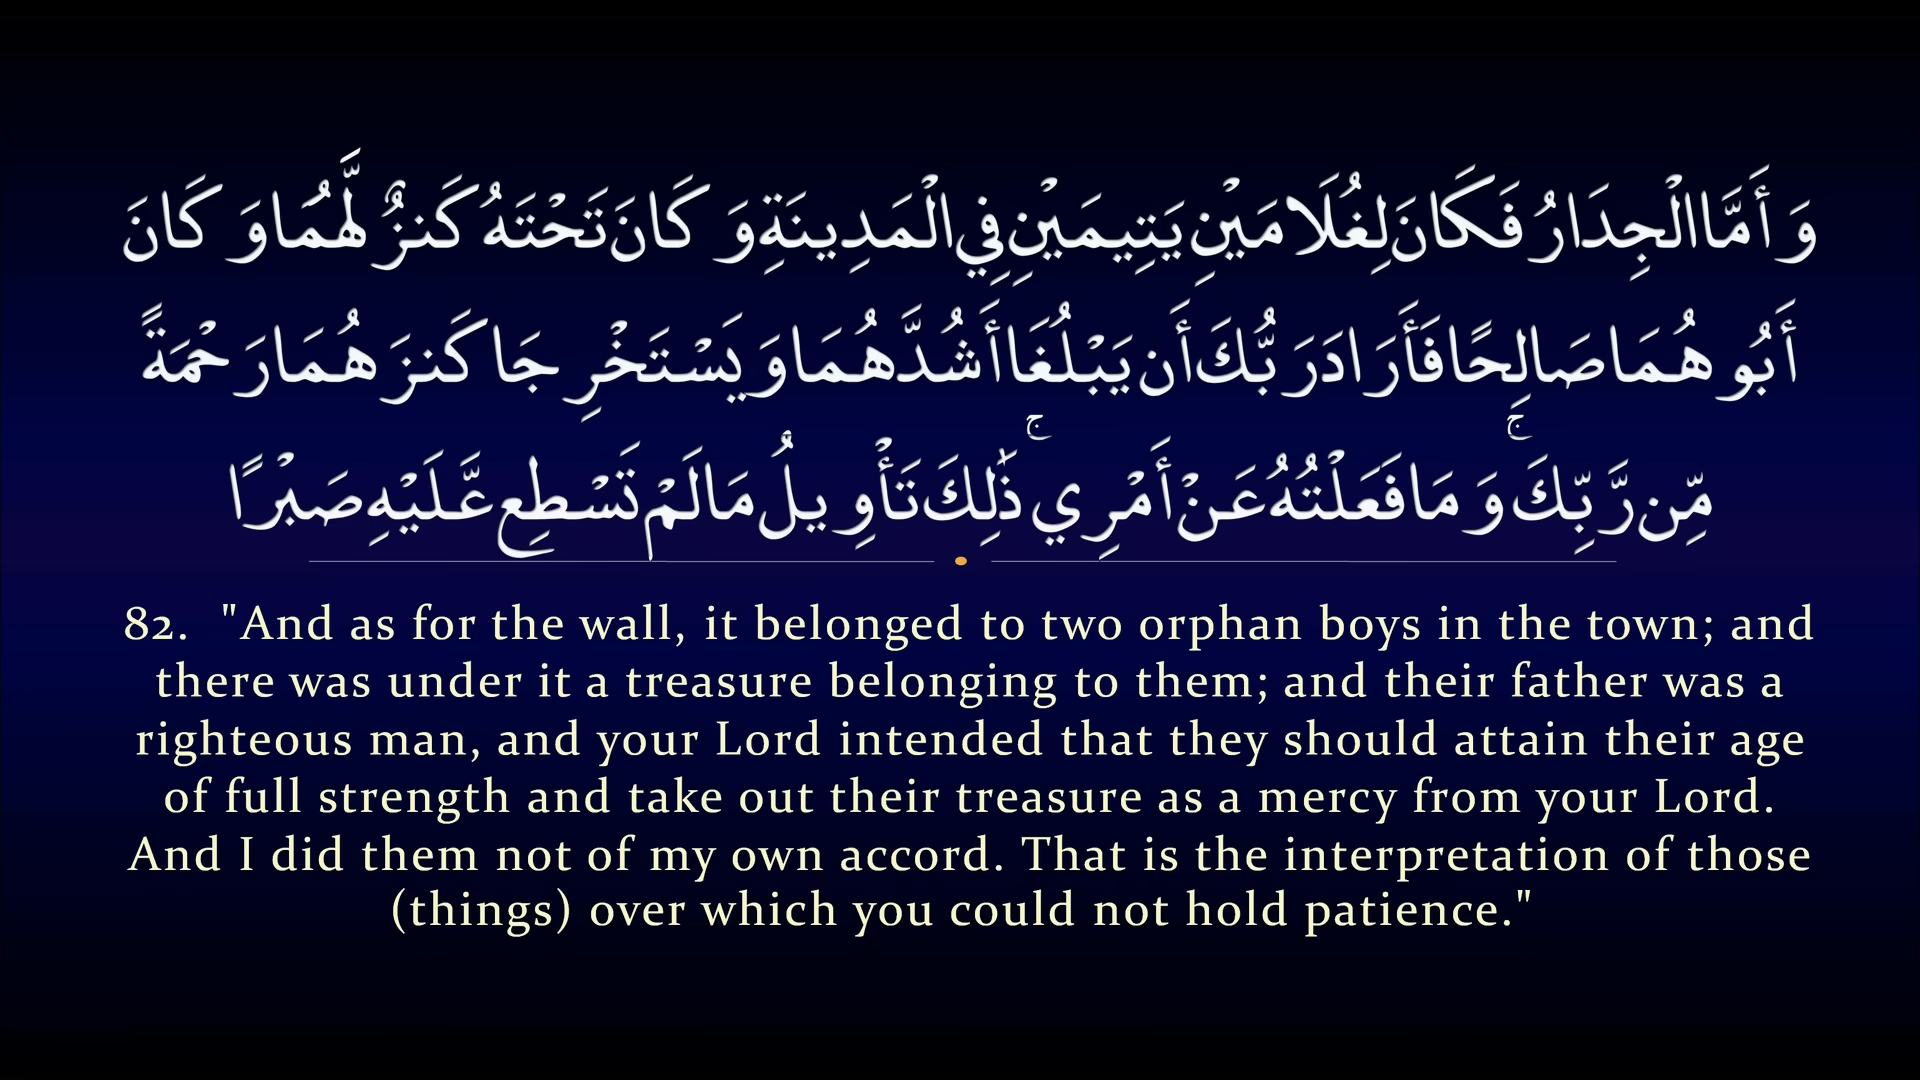 وَأَمَّا الْجِدَارُ فَكَانَ لِغُلَامَيْنِ يَتِيمَيْنِ فِي الْمَدِينَةِ وَكَانَ تَحْتَهُ كَنزٌ لَّهُمَا وَكَانَ
أَبُوهُمَا صَالِحًا فَأَرَادَ رَبُّكَ أَن يَبْلُغَا أَشُدَّهُمَا وَيَسْتَخْرِجَا كَنزَهُمَا رَحْمَةً
مِّن رَّبِّكَ ۚ وَمَا فَعَلْتُهُ عَنْ أَمْرِي ۚ ذَٰلِكَ تَأْوِيلُ مَا لَمْ تَسْطِع عَّلَيْهِ صَبْرًا
82. "And as for the wall, it belonged to two orphan boys in the town; and
there was under it a treasure belonging to them; and their father was a
righteous man, and your Lord intended that they should attain their age
of full strength and take out their treasure as a mercy from your Lord.
And I did them not of my own accord. That is the interpretation of those
(things) over which you could not hold patience."